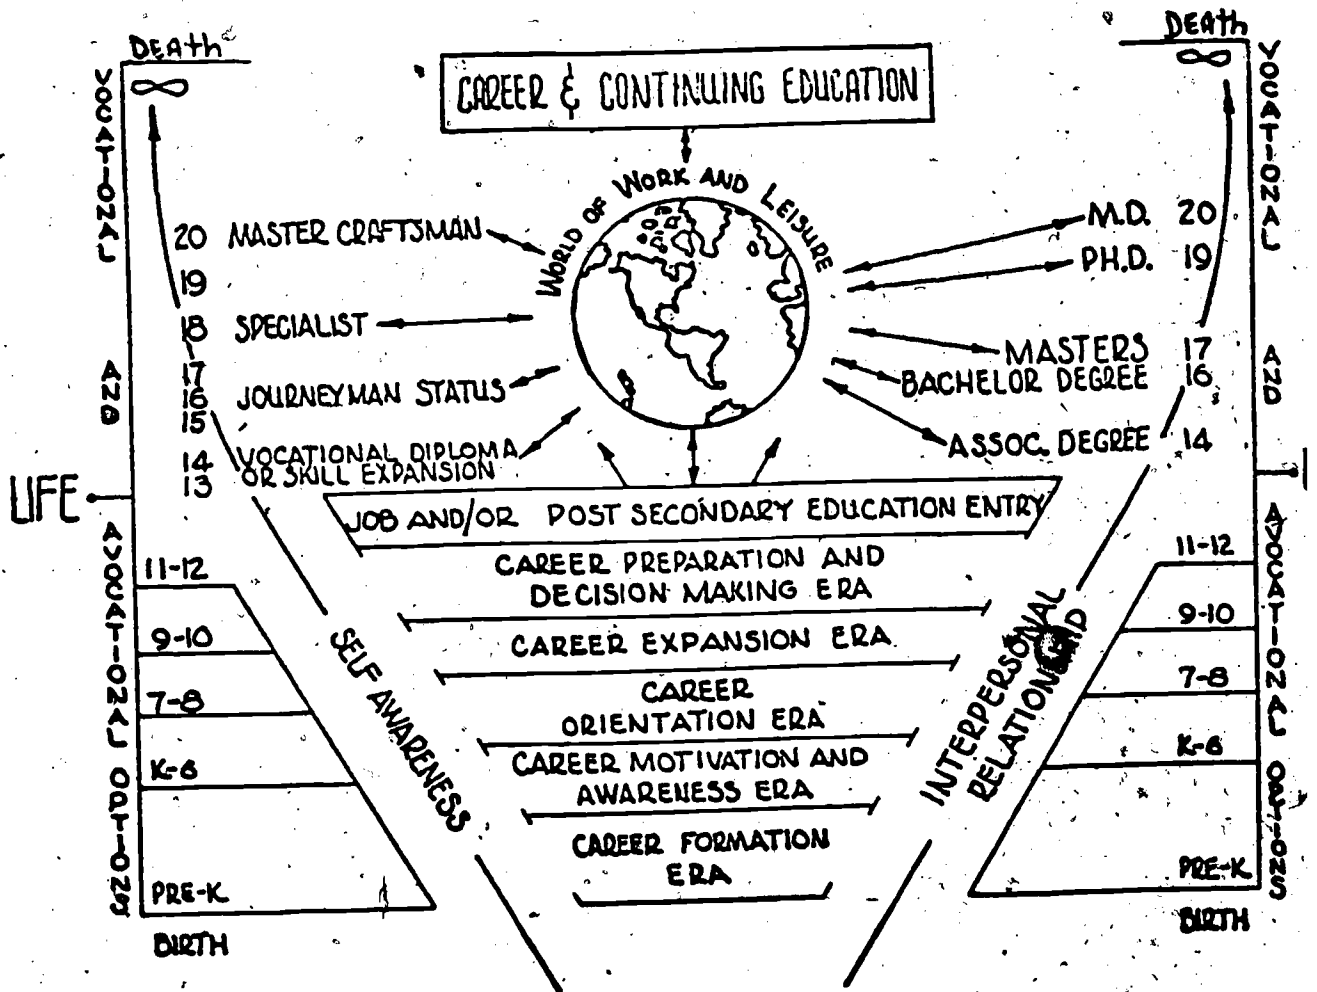 DEATH
DEATH
∞
∞
CAREER & CONTINUING EDUCATION
WORLD OF WORK AND LEISURE
VOCATIONAL AND AVOCATIONAL OPTIONS
VOCATIONAL AND AVOCATIONAL OPTIONS
20 MASTER CRAFTSMAN
19
18 SPECIALIST
17
16 JOURNEYMAN STATUS
15
14 VOCATIONAL DIPLOMA
13 OR SKILL EXPANSION
M.D. 20
PH.D. 19
MASTERS 17
BACHELOR DEGREE 16
ASSOC. DEGREE 14
LIFE
JOB AND/OR POST SECONDARY EDUCATION ENTRY
CAREER PREPARATION AND
DECISION MAKING ERA
CAREER EXPANSION ERA
CAREER
ORIENTATION ERA
CAREER MOTIVATION AND
AWARENESS ERA
CAREER FORMATION
ERA
SELF AWARENESS
INTERPERSONAL
11-12
9-10
7-8
K-6
PRE-K
BIRTH
11-12
9-10
7-8
K-6
PRE-K
BIRTH